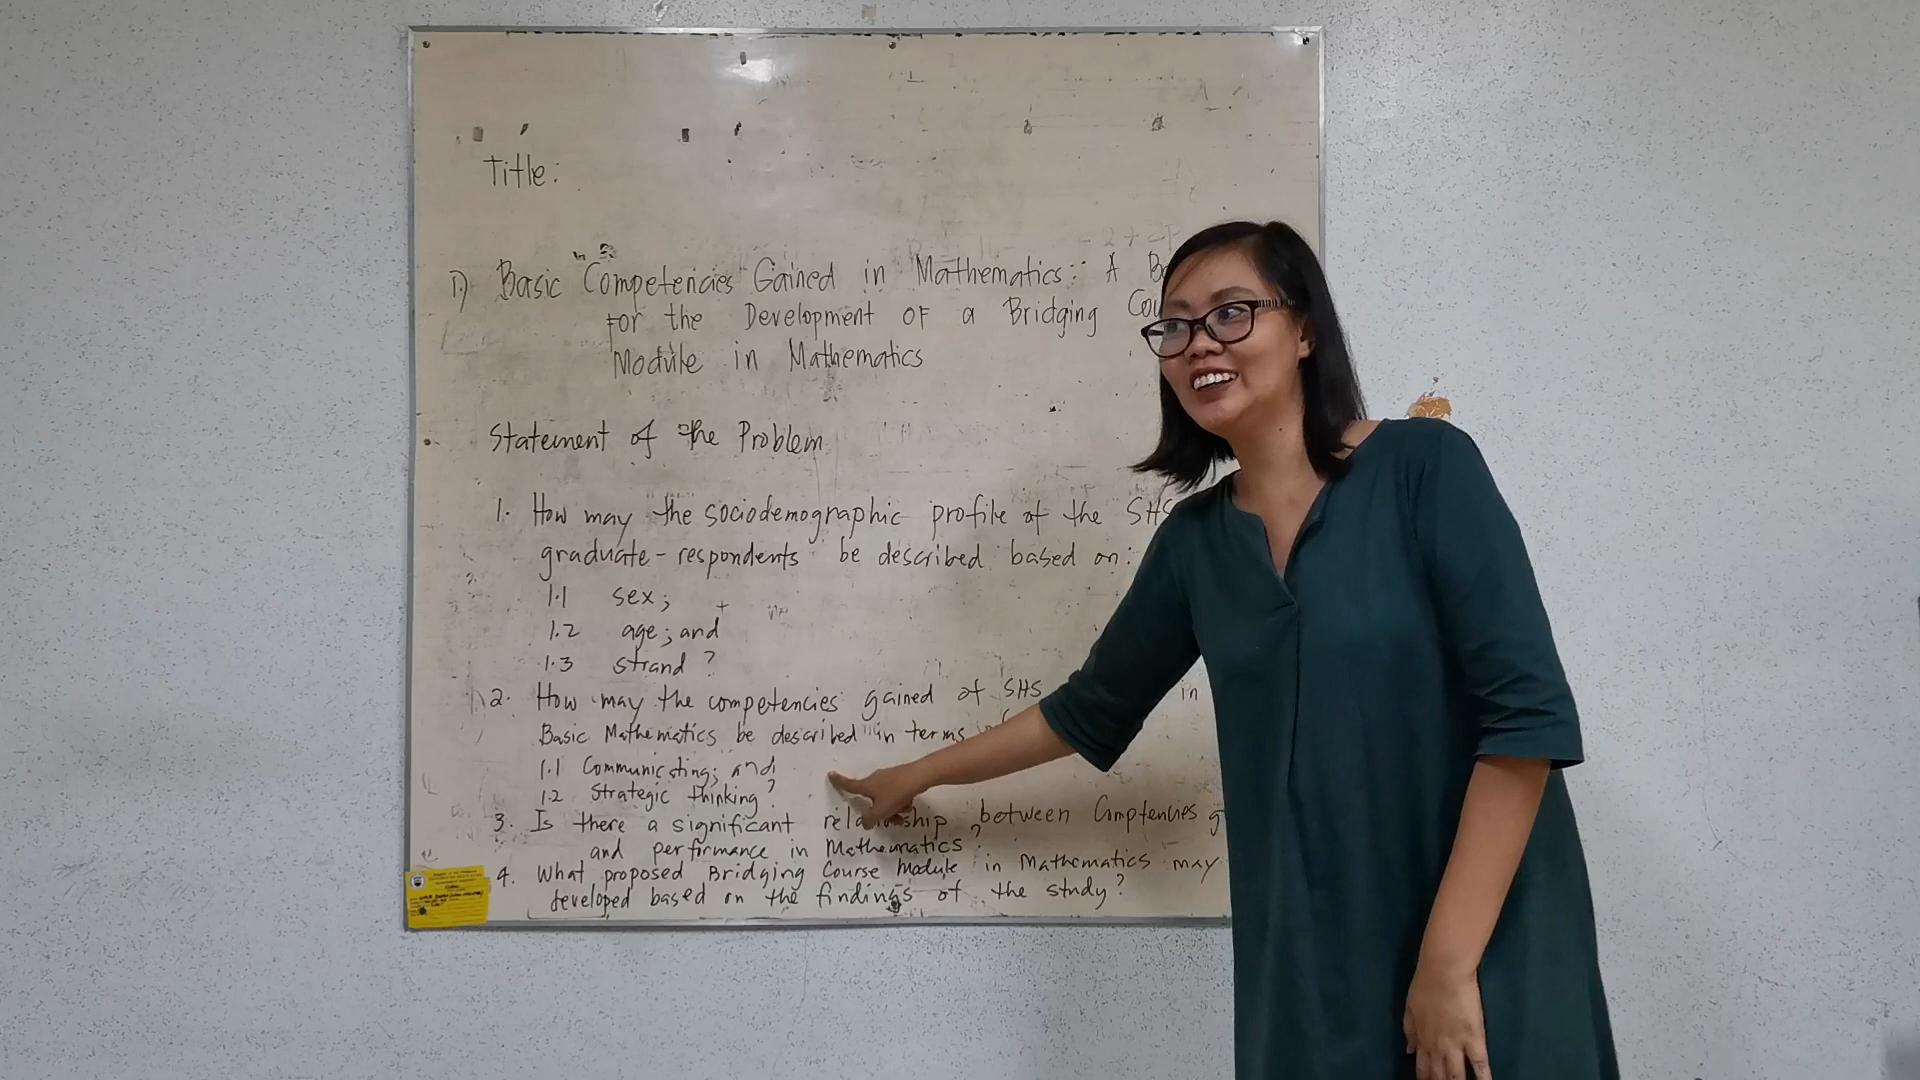 Title:
1) Basic Competencies Gained in Mathematics: A
for the Development of a Bridging
Module in Mathematics
Statement of the Problem
1. How may the sociodemographic profile of the SHS
graduate-respondents be described based on:
1.1 sex;
1.2 age; and
1.3 strand?
2. How may the competencies gained of SHS in
Basic Mathematics be described in terms
1.1 Communicating; and
1.2 Strategic thinking?
3. Is there a significant relationship between Comptencies
and performance in Mathematics?
4. What proposed Bridging Course Module in Mathematics may
developed based on the findings of the study?